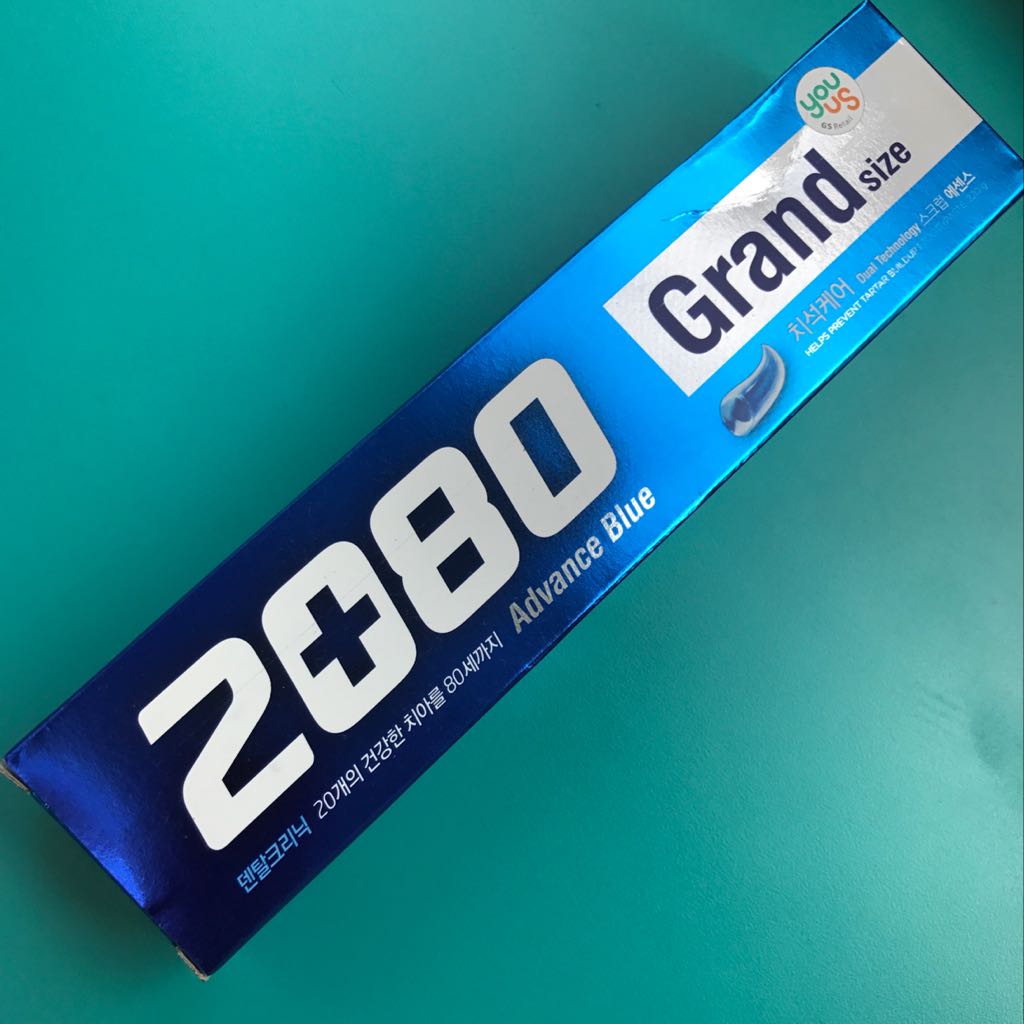 you
us
GS Retail
Grand size
치석케어 Dual Technology 스크럽 에센스
HELPS PREVENT TARTAR BUILDUP!
2080
Advance Blue
덴탈크리닉 20개의 건강한 치아를 80세까지